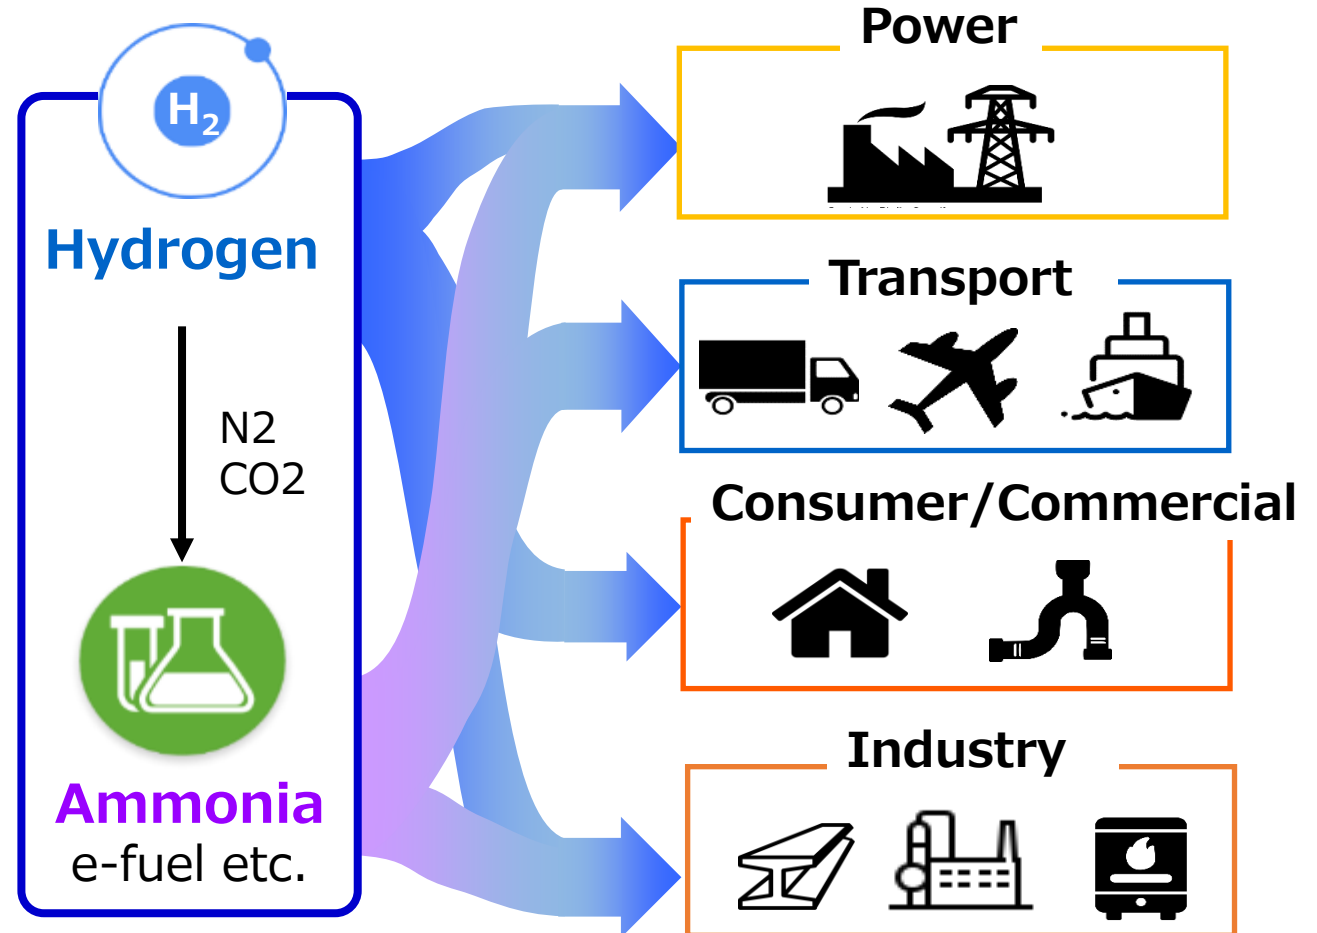 H2
Hydrogen
N2
CO2
Ammonia
e-fuel etc.
Power
Transport
Consumer/Commercial
Industry